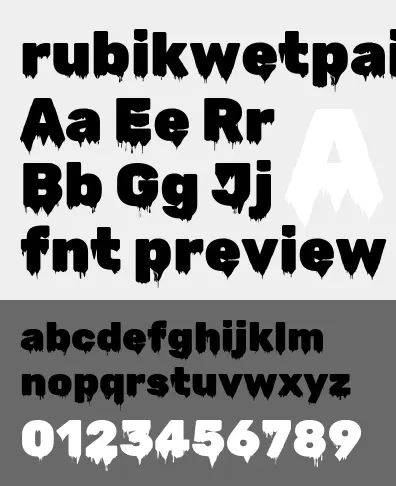 rubikwetpai
Aa Ee Rr
Bb Gg Jj
A
fnt preview
abcdefghijklm
nopqrstuvwxyz
0123456789